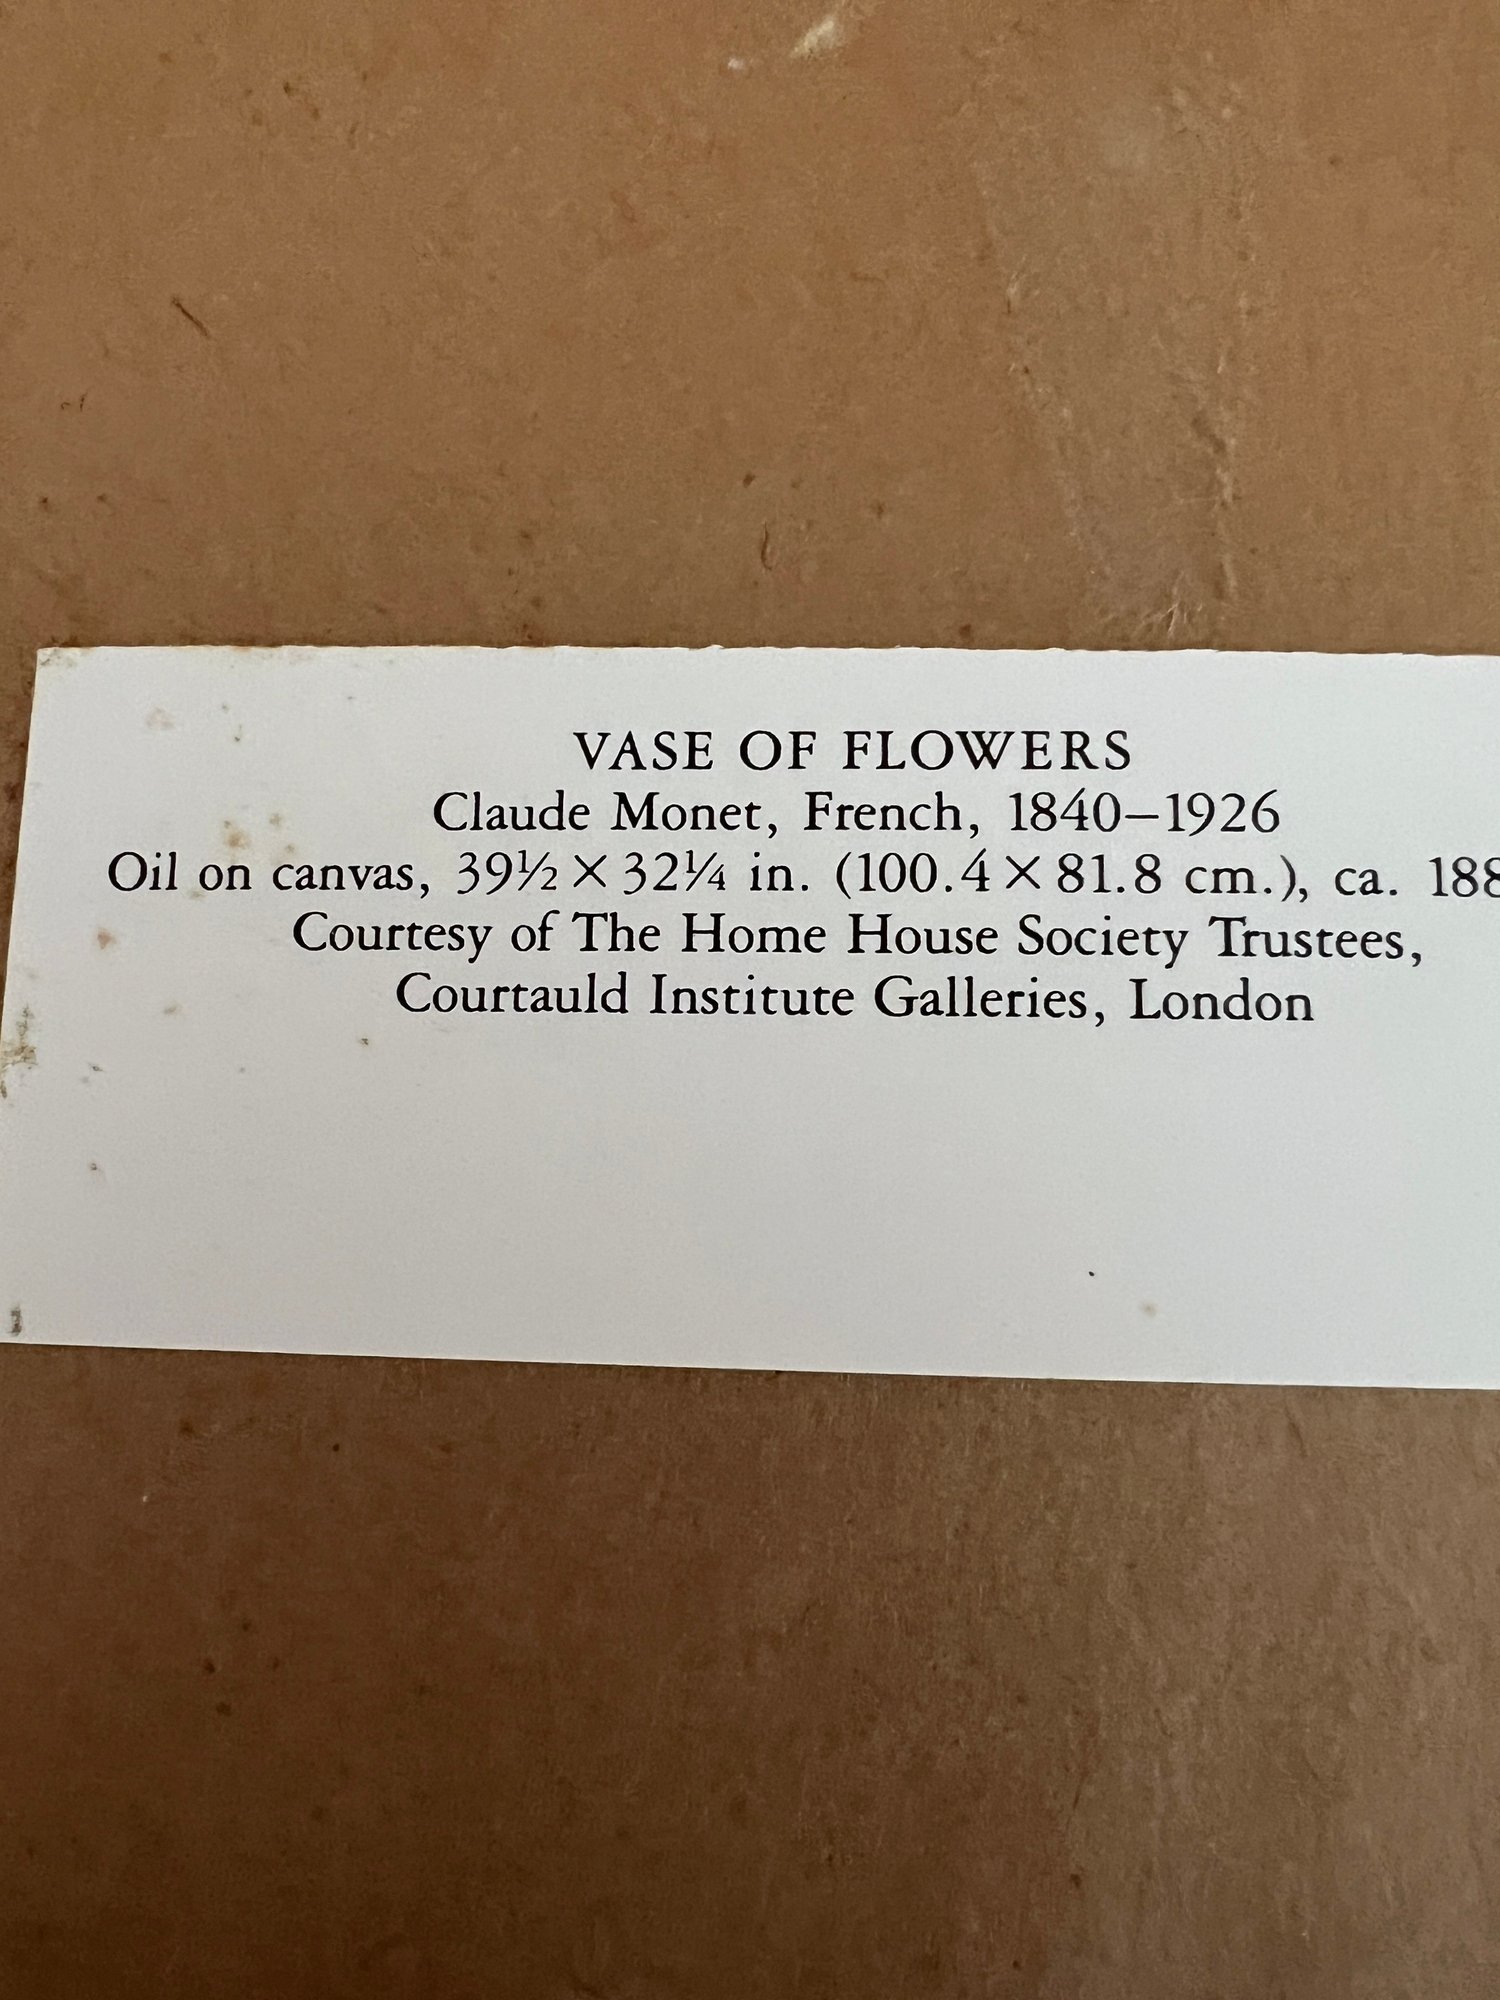 VASE OF FLOWERS
Claude Monet, French, 1840–1926
Oil on canvas, 39½ × 32¼ in. (100.4 × 81.8 cm.), ca.
Courtesy of The Home House Society Trustees,
Courtauld Institute Galleries, London